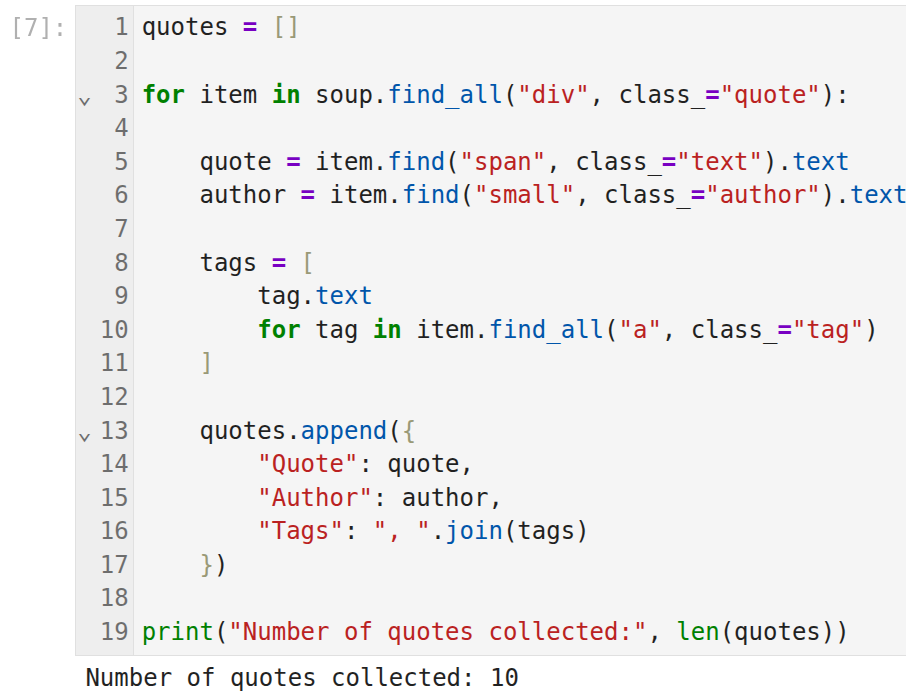 [7]:
1 quotes = []
2
3 for item in soup.find_all("div", class_="quote"):
4
5     quote = item.find("span", class_="text").text
6     author = item.find("small", class_="author").text
7
8     tags = [
9         tag.text
10         for tag in item.find_all("a", class_="tag")
11     ]
12
13     quotes.append({
14         "Quote": quote,
15         "Author": author,
16         "Tags": ", ".join(tags)
17     })
18
19 print("Number of quotes collected:", len(quotes))
Number of quotes collected: 10